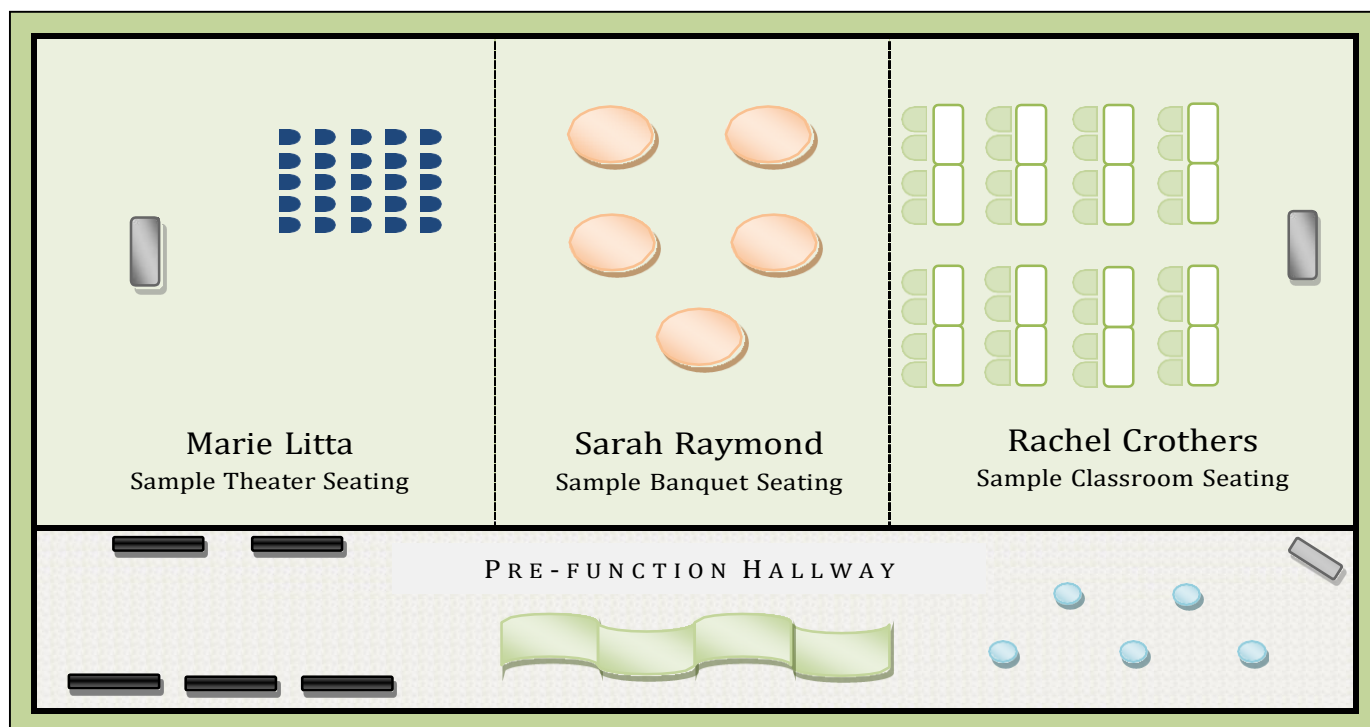 Marie Litta
Sample Theater Seating
Sarah Raymond
Sample Banquet Seating
Rachel Crothers
Sample Classroom Seating
PRE-FUNCTION HALLWAY